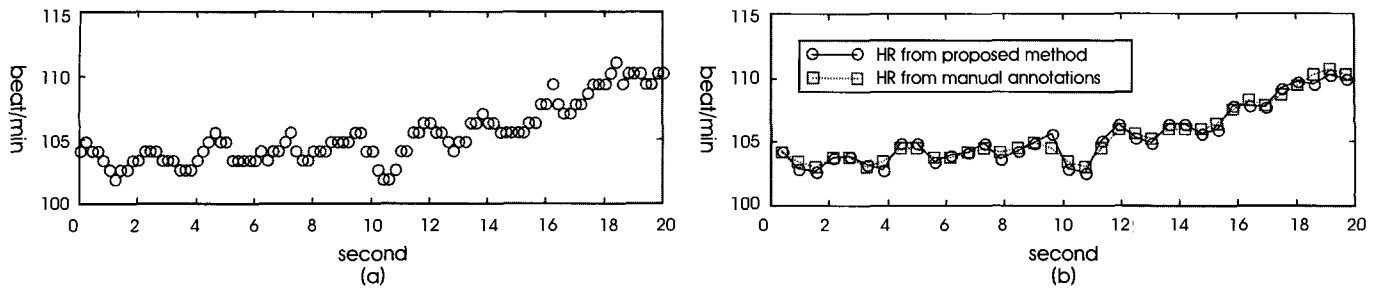 115
110
105
100
beat/min
0 2 4 6 8 10 12 14 16 18 20
second
(a)
115
110
105
100
beat/min
HR from proposed method
HR from manual annotations
0 2 4 6 8 10 12 14 16 18 20
second
(b)